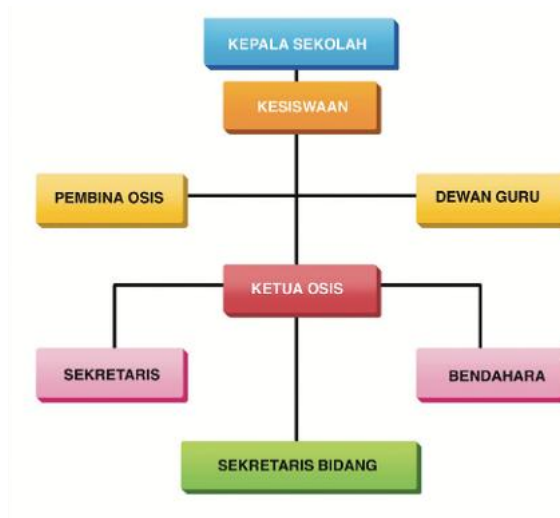 KEPALA SEKOLAH
KESISWAAN
PEMBINA OSIS
DEWAN GURU
KETUA OSIS
SEKRETARIS
BENDAHARA
SEKRETARIS BIDANG